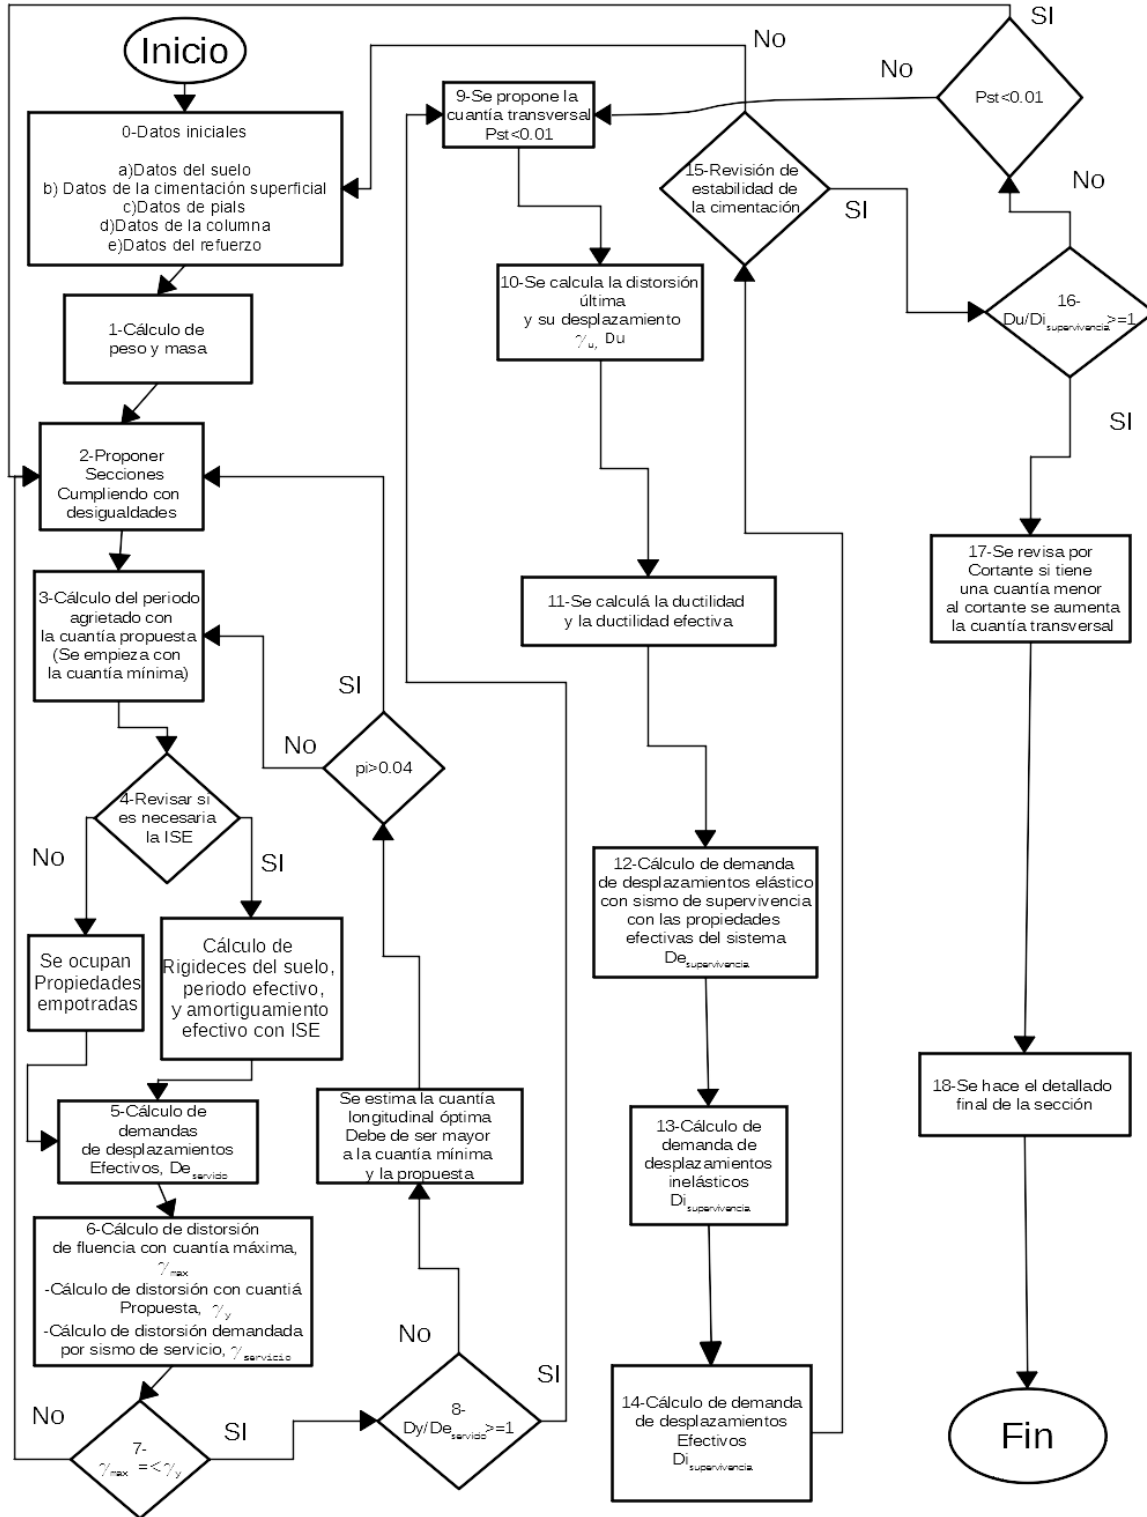 Inicio
0-Datos iniciales
a)Datos del suelo
b) Datos de la cimentación superficial
c)Datos de pials
d)Datos de la columna
e)Datos del refuerzo
1-Cálculo de
peso y masa
2-Proponer
Secciones
Cumpliendo con
desigualdades
3-Cálculo del periodo
agrietado con
la cuantía propuesta
(Se empieza con
la cuantía mínima)
4-Revisar si
es necesaria
la ISE
No
SI
Se ocupan
Propiedades
empotradas
Cálculo de
Rigideces del suelo,
periodo efectivo,
y amortiguamiento
efectivo con ISE
5-Cálculo de
demandas
de desplazamientos
Efectivos, De servicio
6-Cálculo de distorsión
de fluencia con cuantía máxima,
γ max
-Cálculo de distorsión con cuantiá
Propuesta, γ y
-Cálculo de distorsión demandada
por sismo de servicio, γ servicio
7-
γ max =< γ y
No
SI
8-
Dy/De servicio >=1
No
SI
Se estima la cuantía
longitudinal óptima
Debe de ser mayor
a la cuantía mínima
y la propuesta
pi>0.04
No
SI
9-Se propone la
cuantía transversal
Pst<0.01
10-Se calcula la distorsión
última
y su desplazamiento
γ u, Du
11-Se calculá la ductilidad
y la ductilidad efectiva
12-Cálculo de demanda
de desplazamientos elástico
con sismo de supervivencia
con las propiedades
efectivas del sistema
De supervivencia
13-Cálculo de
demanda de
desplazamientos
inelásticos
Di supervivencia
14-Cálculo de demanda
de desplazamientos
Efectivos
Di supervivencia
15-Revisión de
estabilidad de
la cimentación
No
SI
16-
Du/Di supervivencia >=1
No
SI
Pst<0.01
No
SI
17-Se revisa por
Cortante si tiene
una cuantía menor
al cortante se aumenta
la cuantía transversal
18-Se hace el detallado
final de la sección
Fin